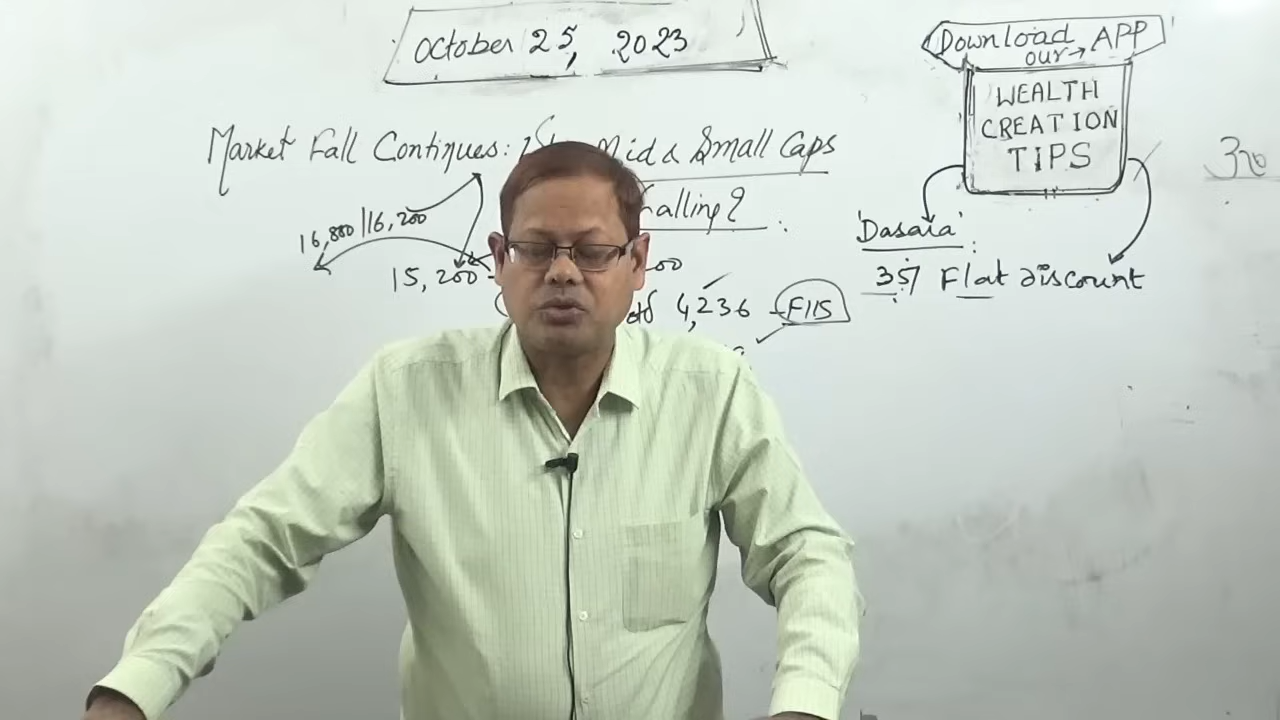 October 25, 2023
Download
our → APP
WEALTH
CREATION
TIPS
Market Fall Continues: Mid & Small Caps
falling?
16,800/16,200
15,200
4,236 FIIS
'Dasara' :
35% Flat discount